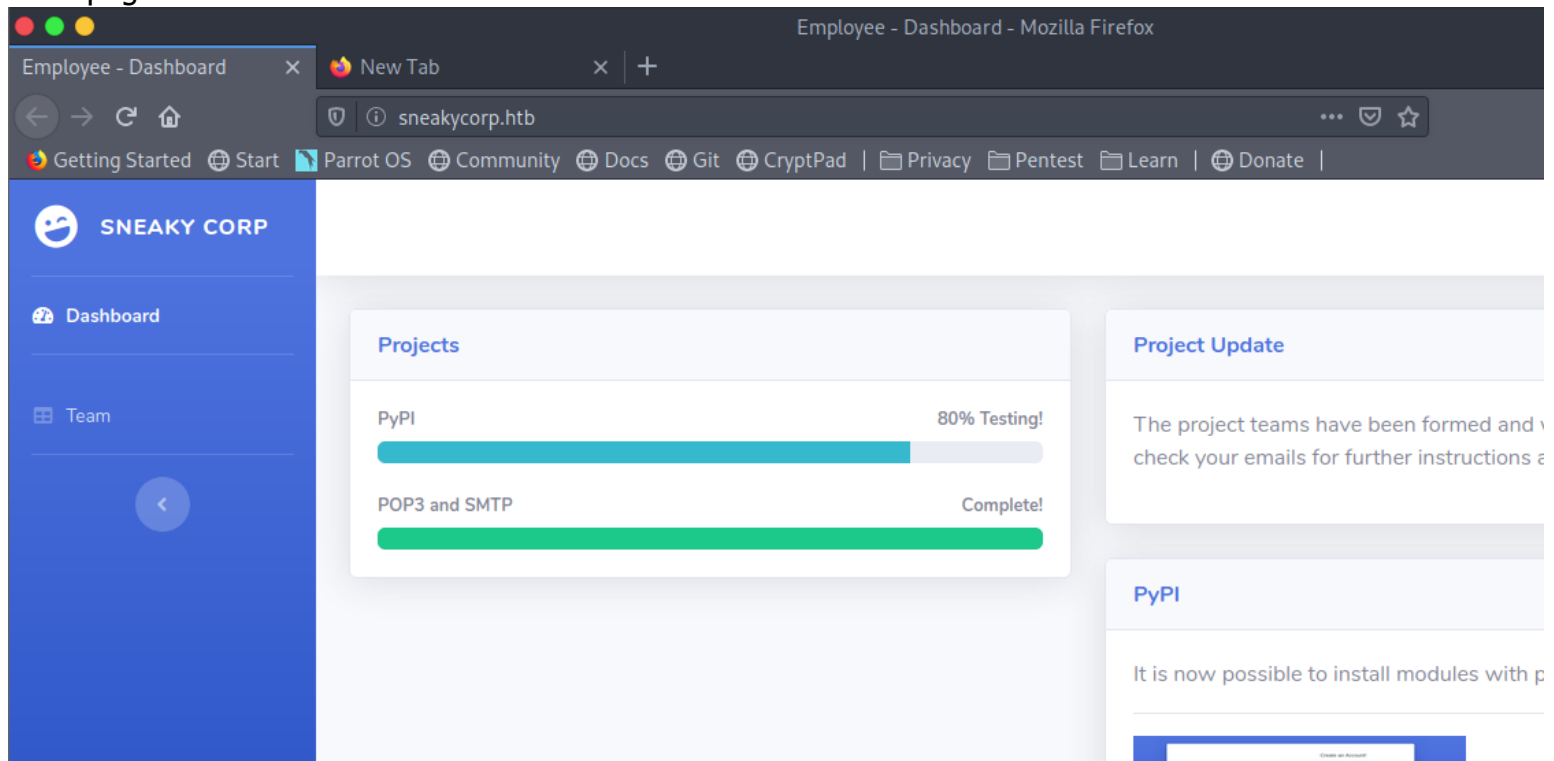 Employee - Dashboard - Mozilla Firefox
Employee - Dashboard
New Tab
sneakycorp.htb
Getting Started Start Parrot OS Community Docs Git CryptPad | Privacy Pentest Learn | Donate |
SNEAKY CORP
Dashboard
Team
Projects
PyPI 80% Testing!
POP3 and SMTP Complete!
Project Update
The project teams have been formed and
check your emails for further instructions
PyPI
It is now possible to install modules with
Create an Account!